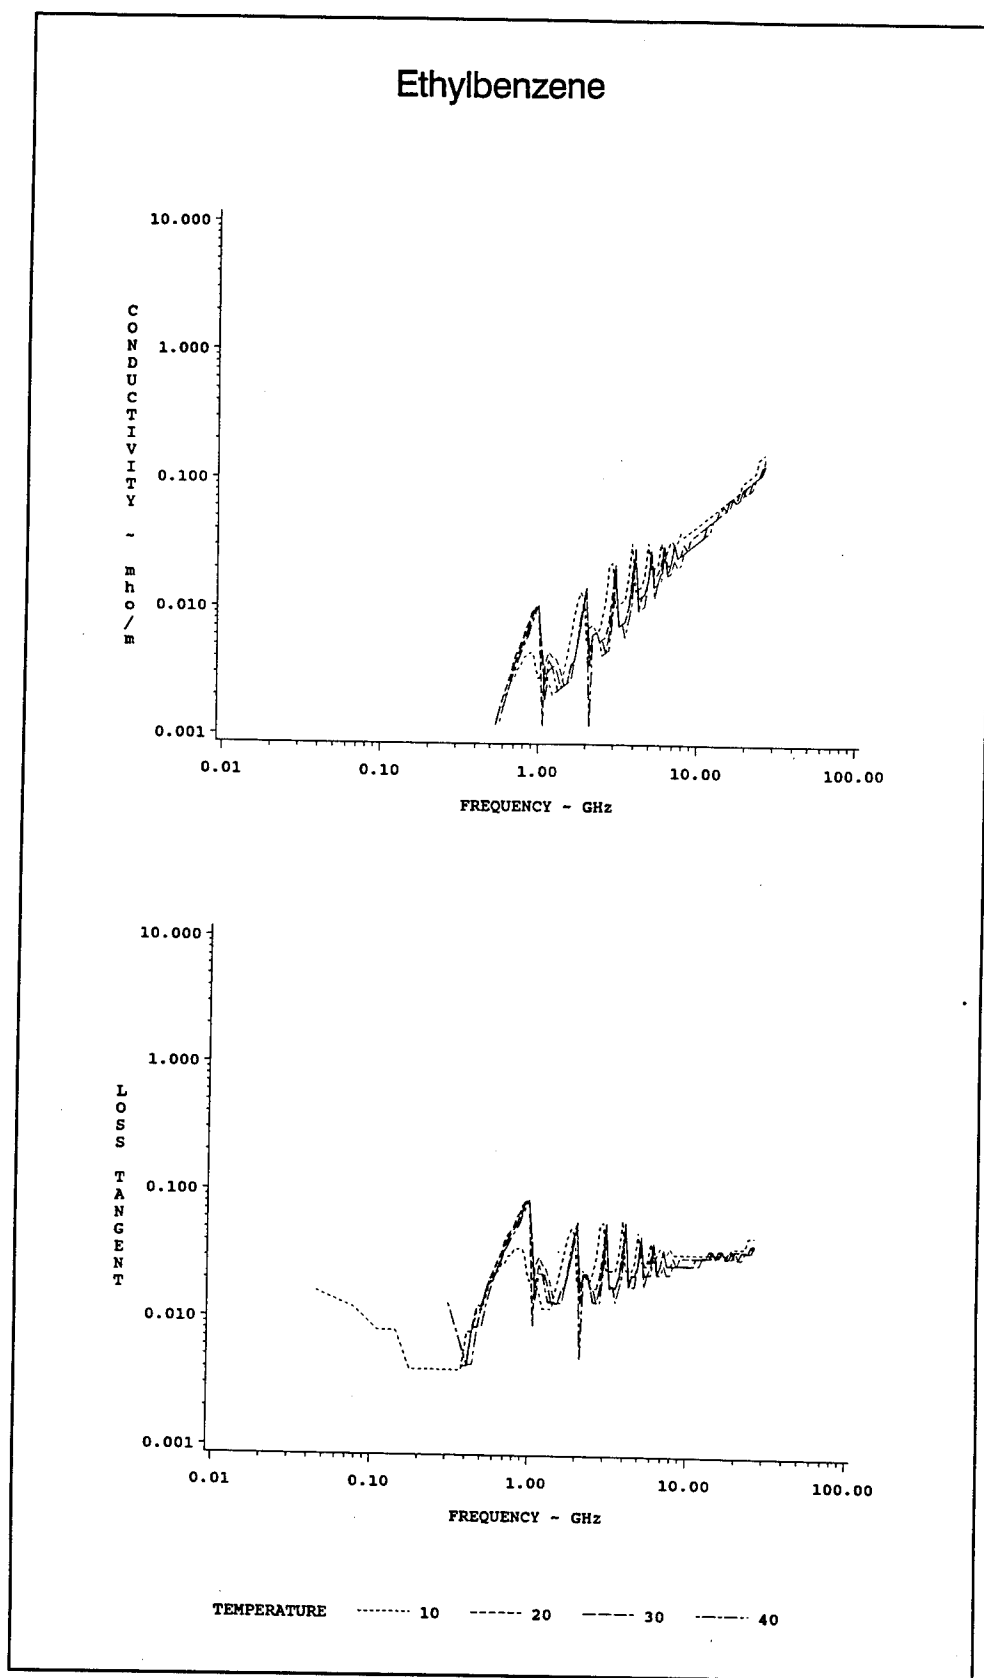 Ethylbenzene
10.000
1.000
0.100
0.010
0.001
CONDUCTIVITY ~ mho/m
0.01 0.10 1.00 10.00 100.00
FREQUENCY ~ GHz
10.000
1.000
0.100
0.010
0.001
LOSS TANGENT
0.01 0.10 1.00 10.00 100.00
FREQUENCY ~ GHz
TEMPERATURE 10 20 30 40